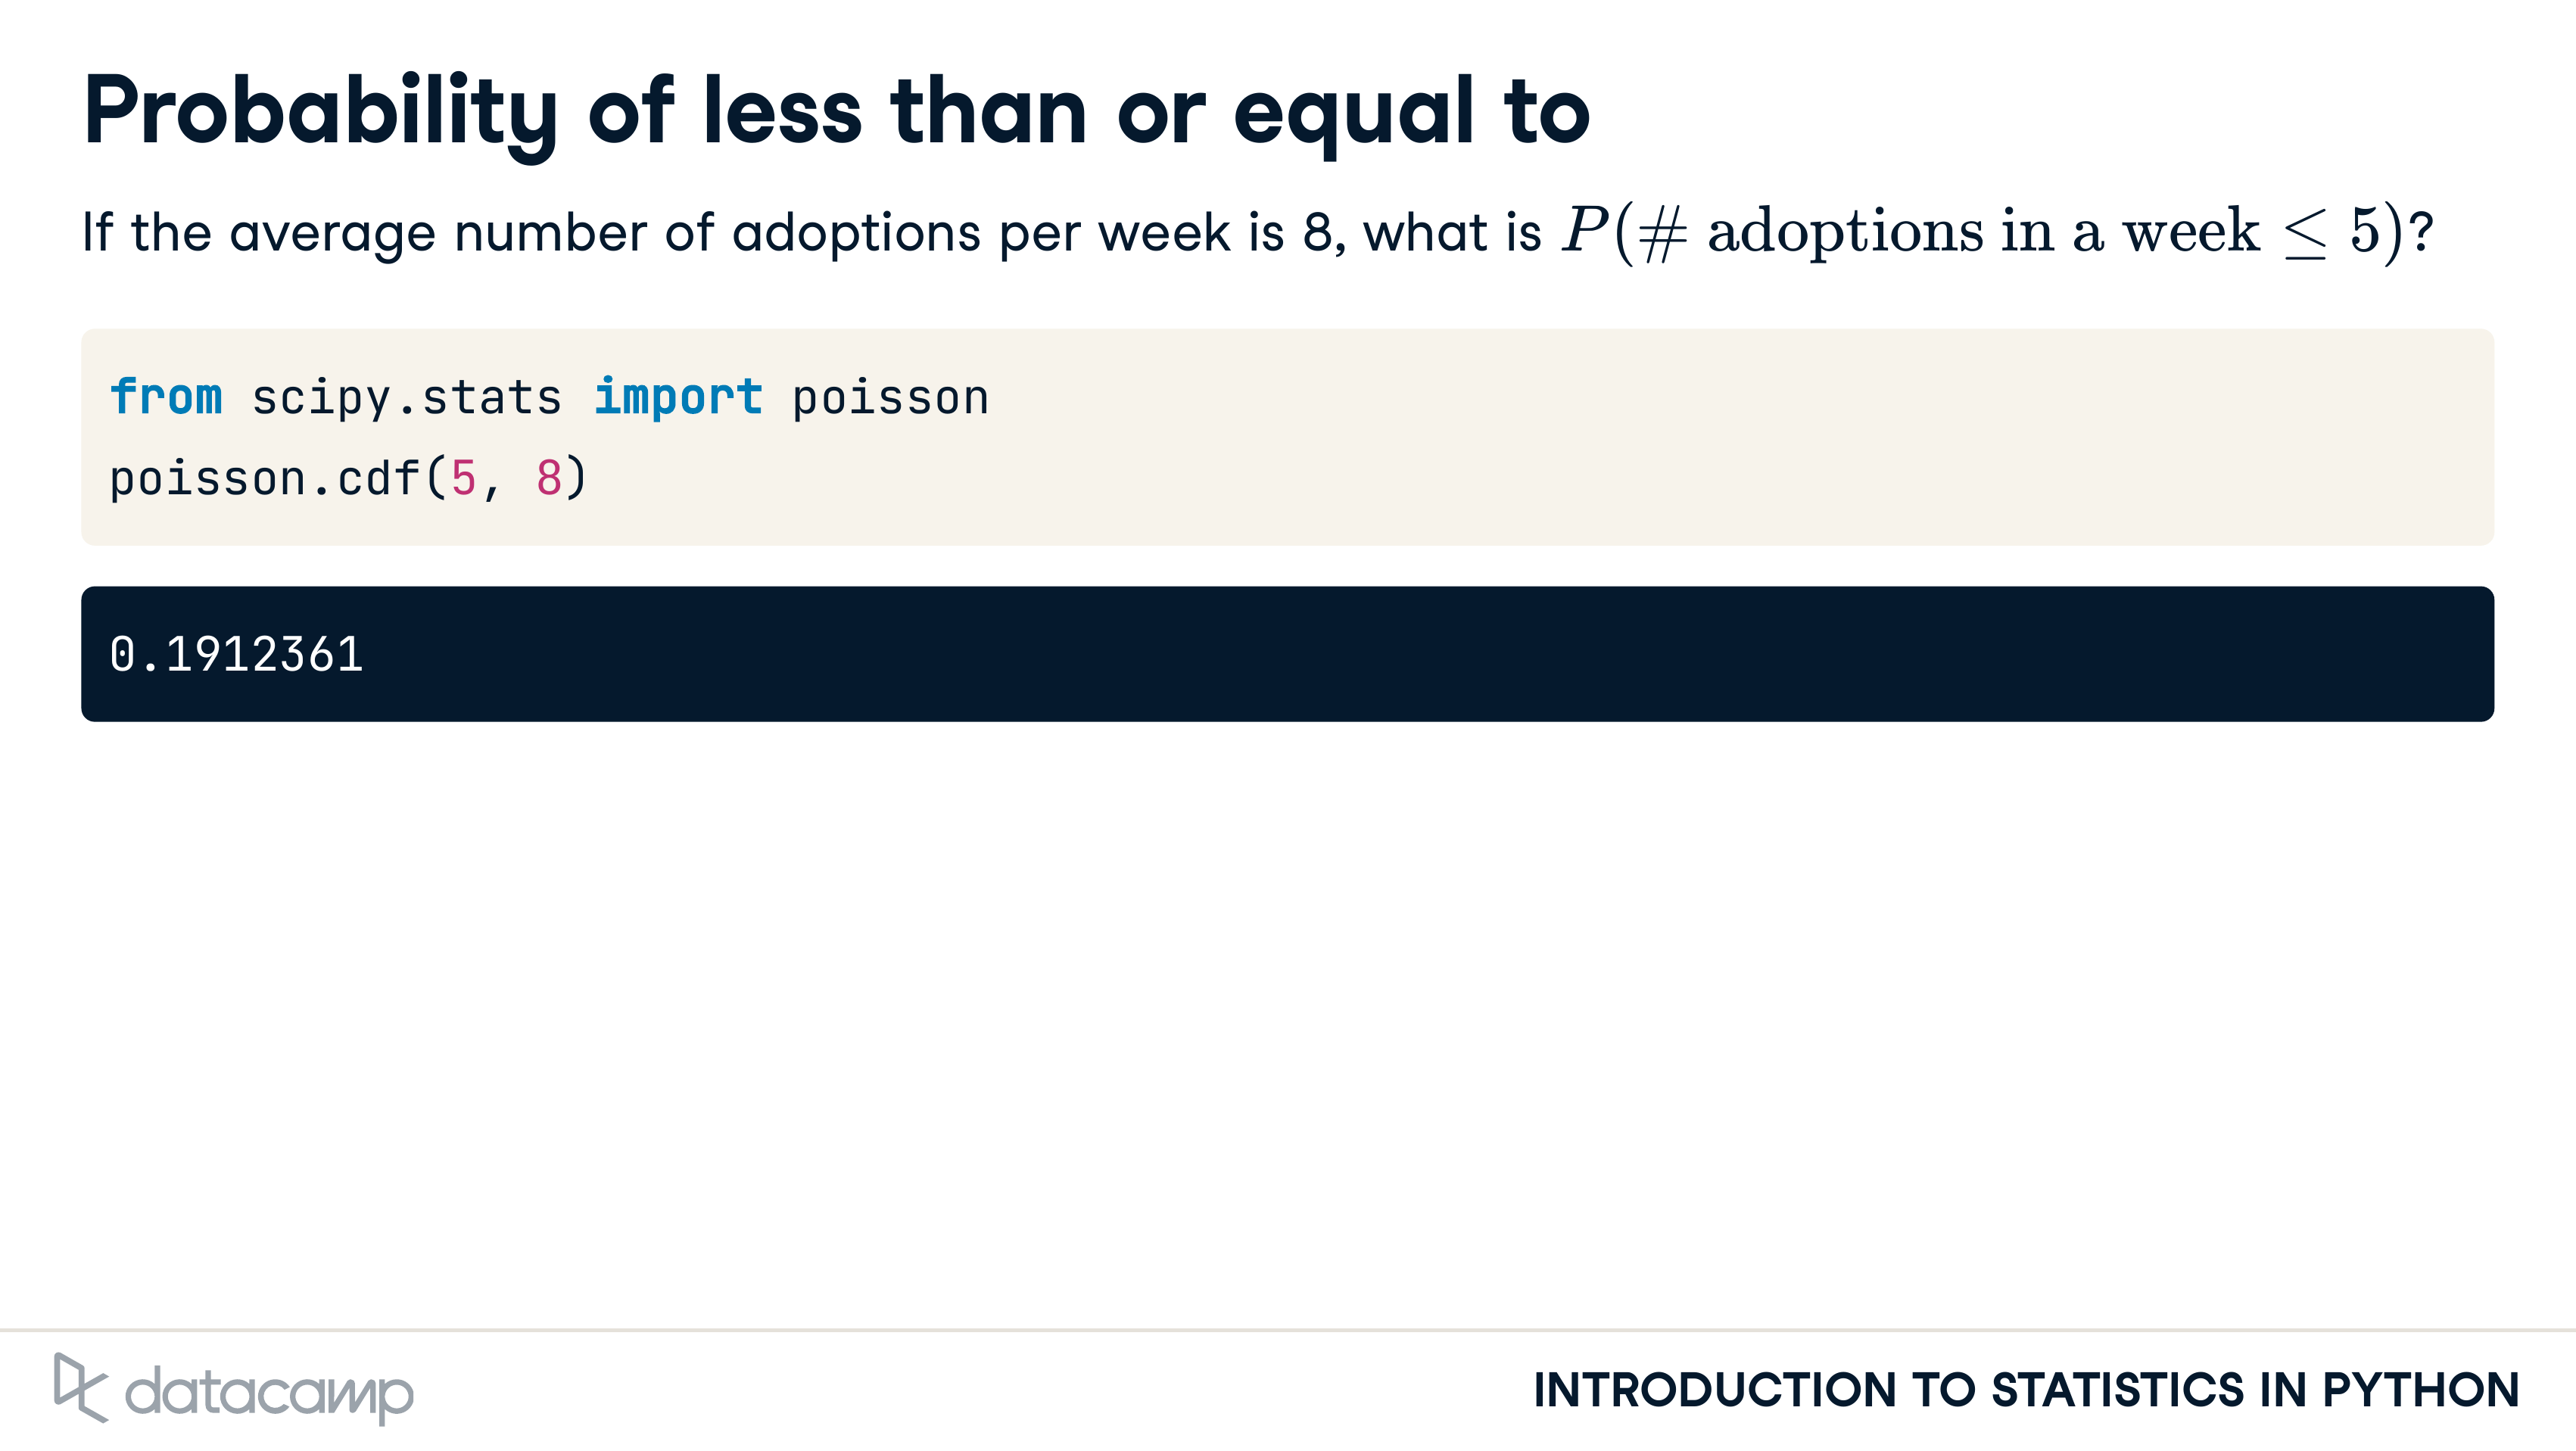 Probability of less than or equal to
If the average number of adoptions per week is 8, what is P(# adoptions in a week ≤ 5)?
from scipy.stats import poisson
poisson.cdf(5, 8)
0.1912361
datacamp
INTRODUCTION TO STATISTICS IN PYTHON